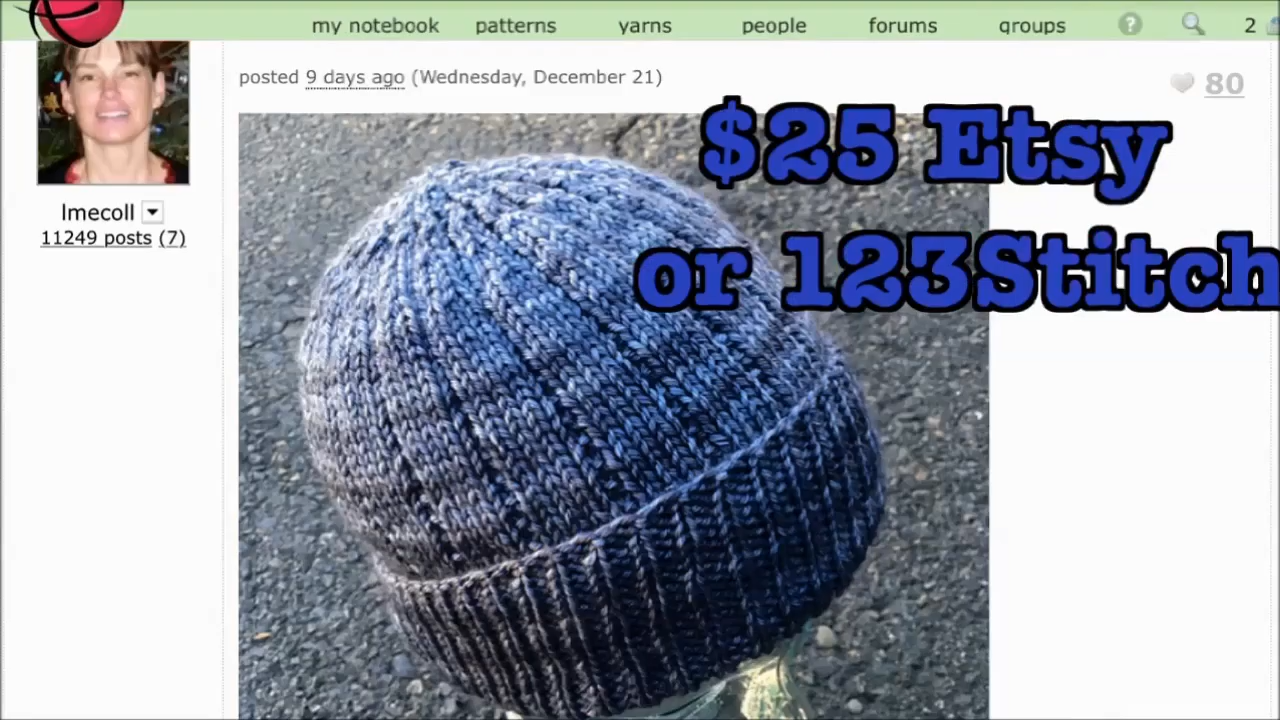 my notebook patterns yarns people forums groups ? 2
posted 9 days ago (Wednesday, December 21)
80
$25 Etsy
or 123Stitch
lmecoll
11249 posts (7)